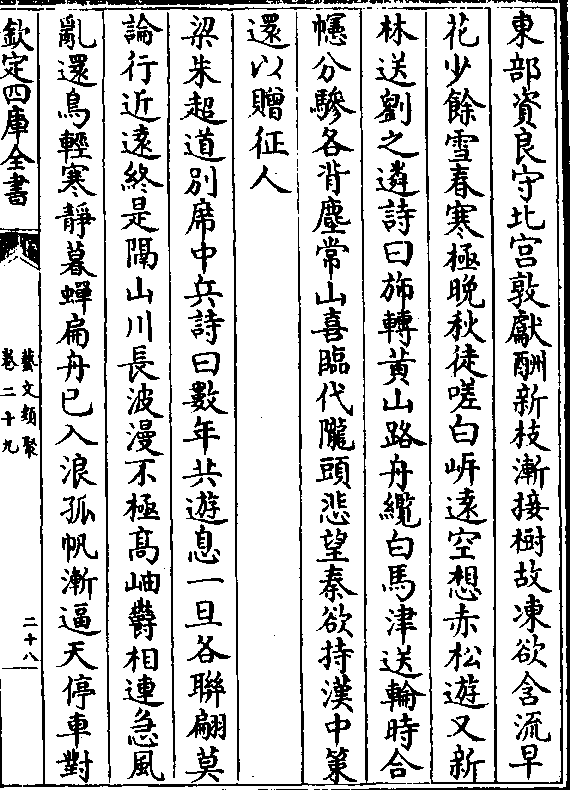 東部資良守北宫敦獻酬新枝漸接樹故凍欲含流早
花少餘雪春寒極晚秋徒嗟白岍遠空想赤松遊又新
林送劉之遴詩曰斾轉黄山路舟纜白馬津送輪時合
幰分驂各背塵常山喜臨代隴頭悲望秦欲持漢中策
還以贈征人
梁朱超道別席中兵詩曰數年共遊息一旦各聯翩莫
論行近逺終是隔山川長波漫不極髙岫鬱相連急風
亂還鳥輕寒靜暮蟬扁舟已入浪孤帆漸逼天停車對
欽定四庫全書
藝文類聚
卷二十九
二十八